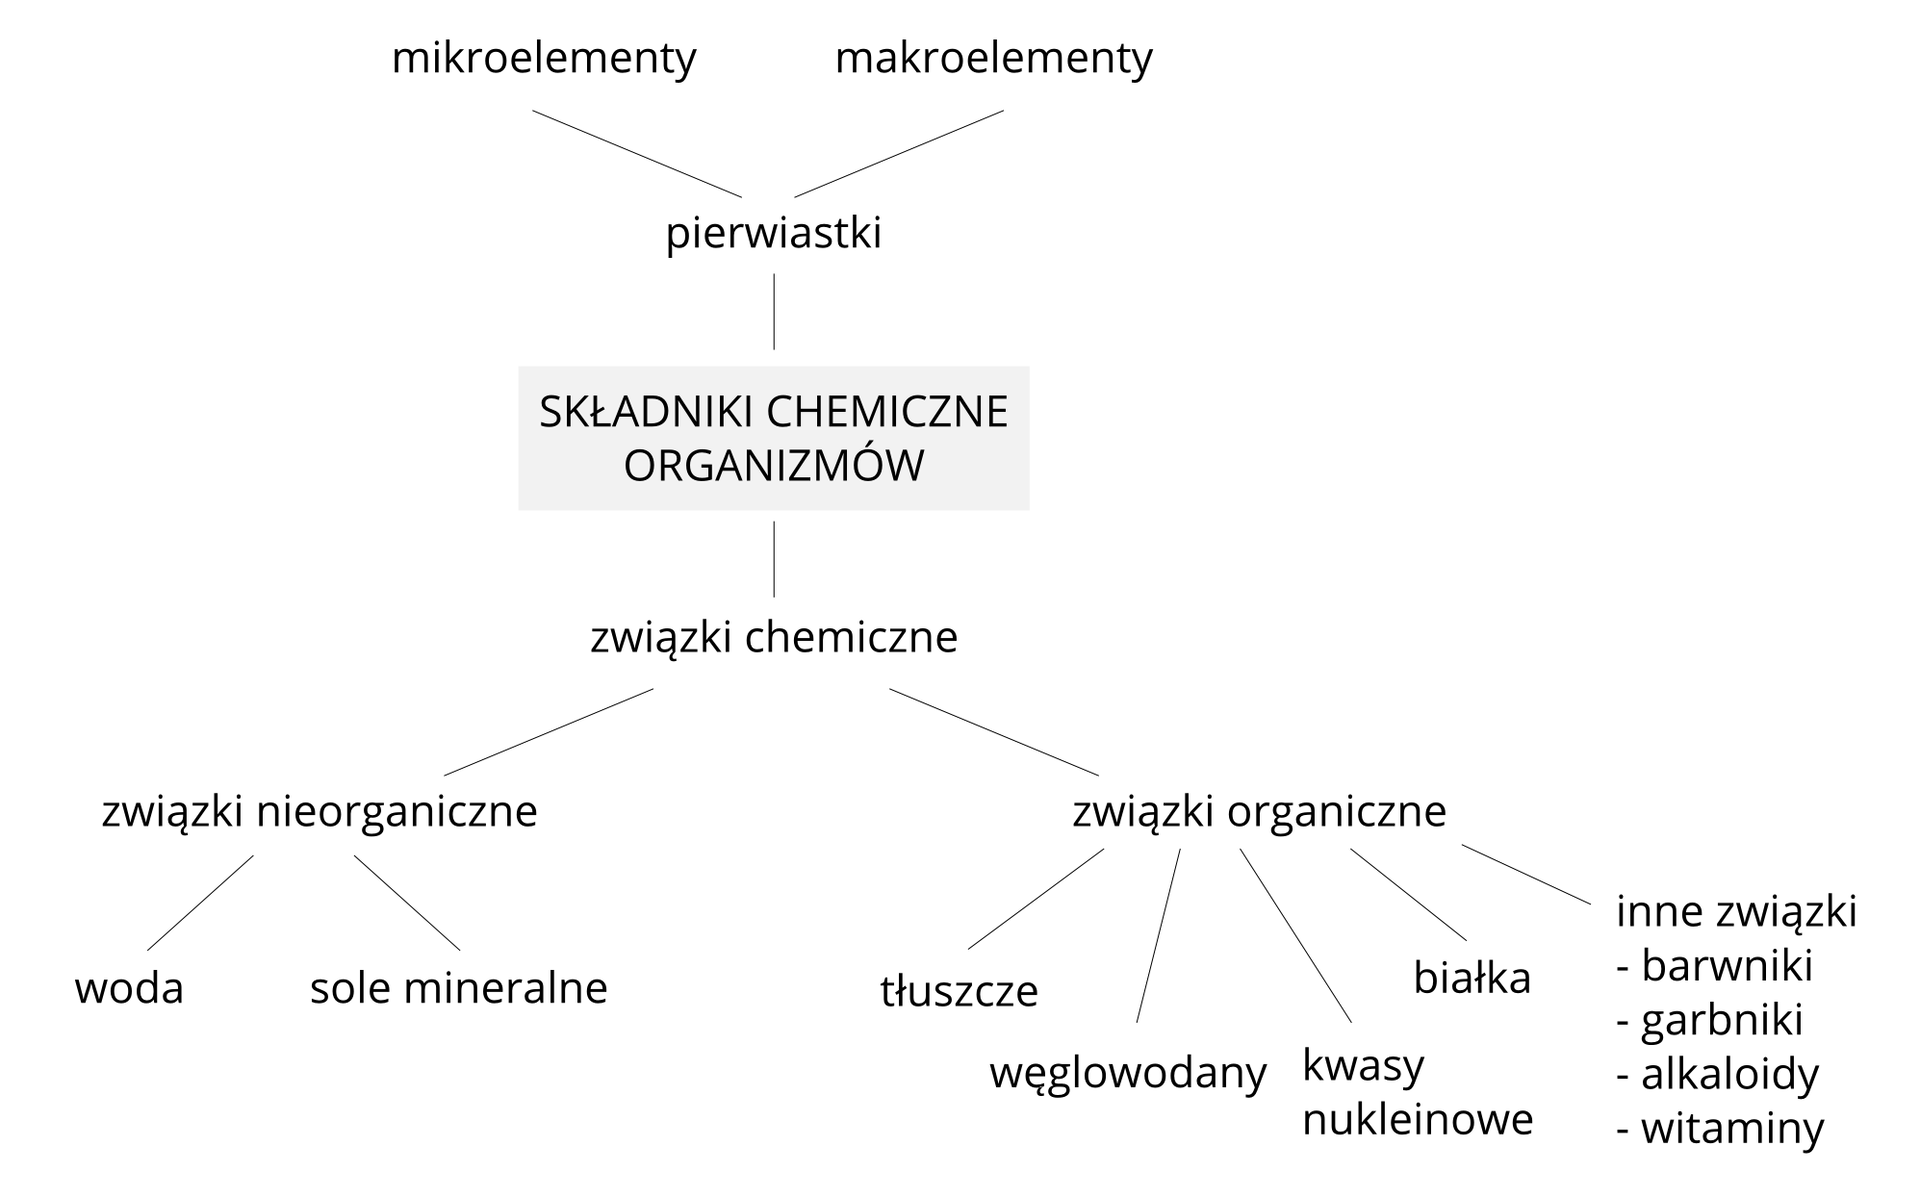 mikroelementy
makroelementy
pierwiastki
SKŁADNIKI CHEMICZNE
ORGANIZMÓW
związki chemiczne
związki nieorganiczne
związki organiczne
woda
sole mineralne
tłuszcze
węglowodany
kwasy
nukleinowe
białka
inne związki
- barwniki
- garbniki
- alkaloidy
- witaminy